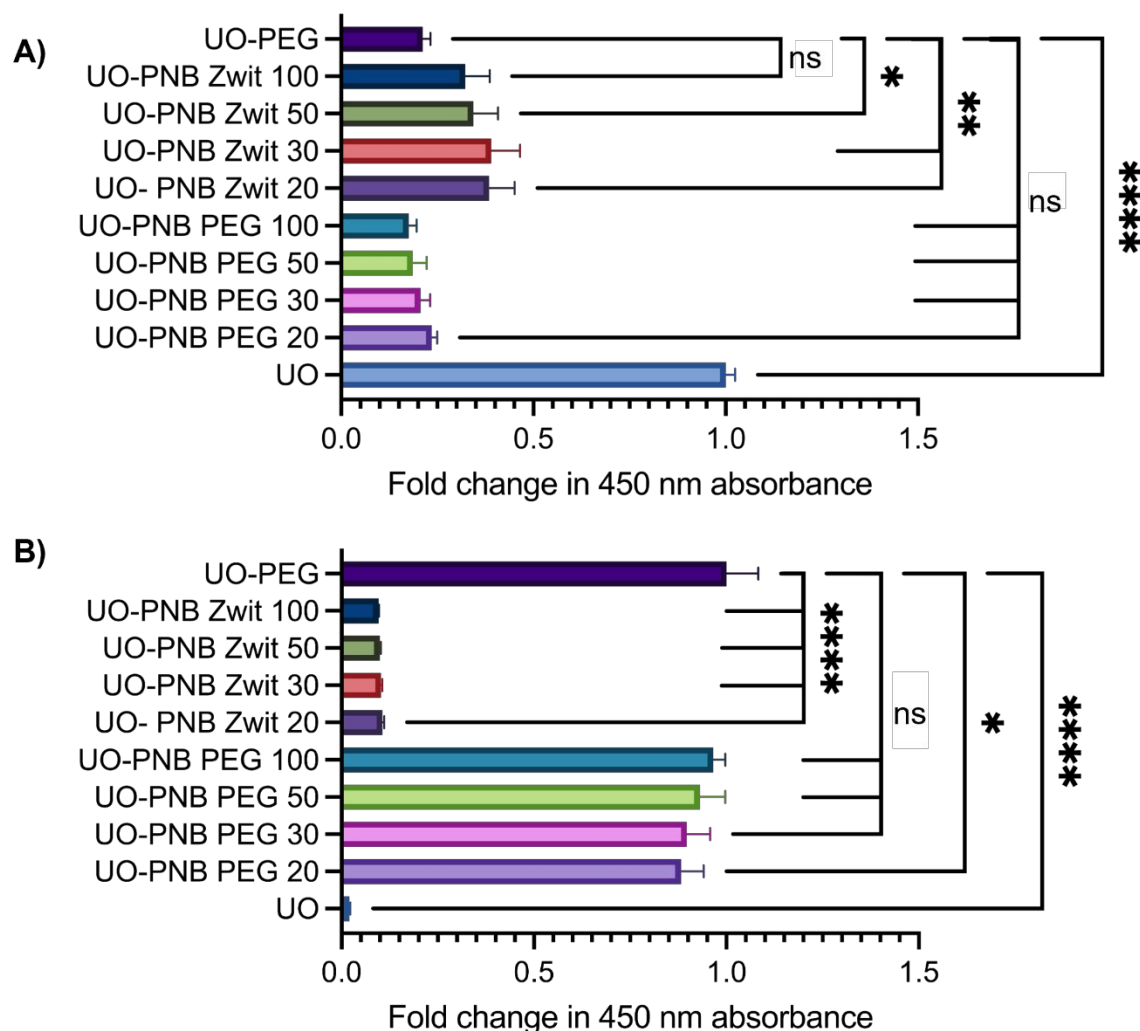 A)
UO-PEG
UO-PNB Zwit 100
UO-PNB Zwit 50
UO-PNB Zwit 30
UO- PNB Zwit 20
UO-PNB PEG 100
UO-PNB PEG 50
UO-PNB PEG 30
UO-PNB PEG 20
UO
ns
*
**
ns
****
0.0 0.5 1.0 1.5
Fold change in 450 nm absorbance
B)
UO-PEG
UO-PNB Zwit 100
UO-PNB Zwit 50
UO-PNB Zwit 30
UO- PNB Zwit 20
UO-PNB PEG 100
UO-PNB PEG 50
UO-PNB PEG 30
UO-PNB PEG 20
UO
****
ns
*
****
0.0 0.5 1.0 1.5
Fold change in 450 nm absorbance